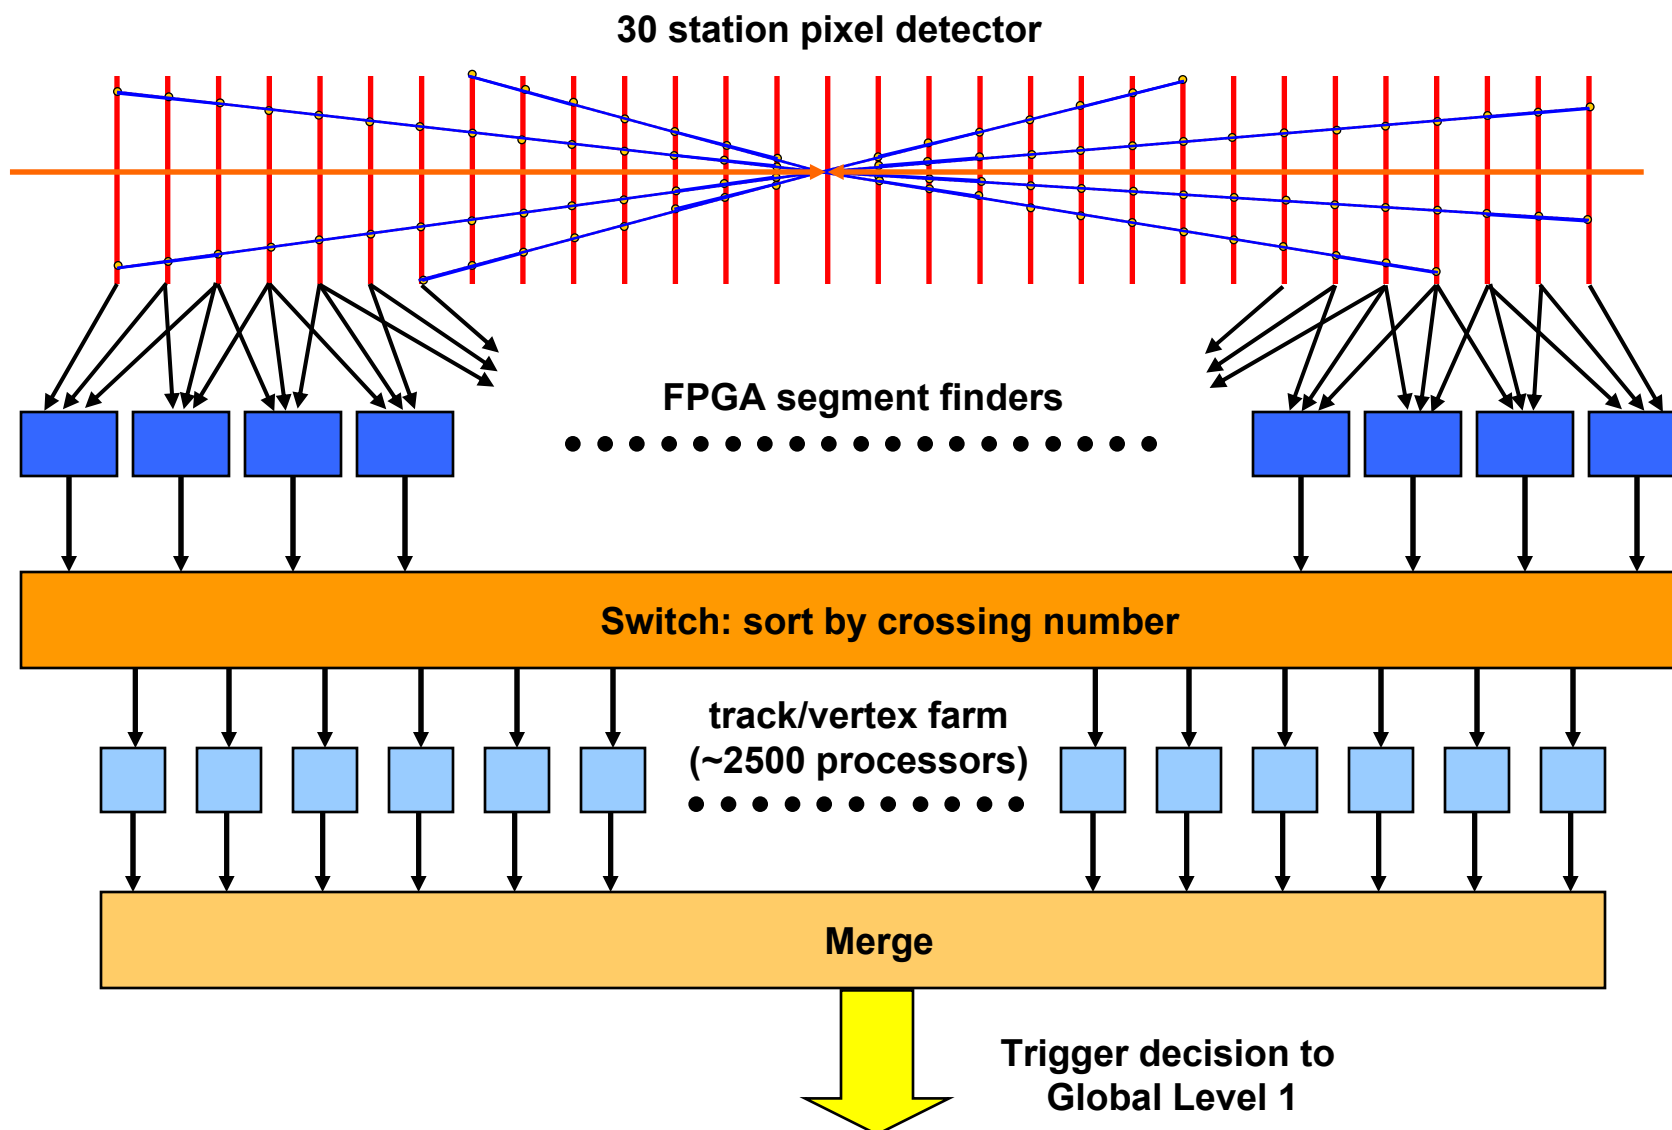 30 station pixel detector
FPGA segment finders
Switch: sort by crossing number
track/vertex farm
(~2500 processors)
Merge
Trigger decision to
Global Level 1